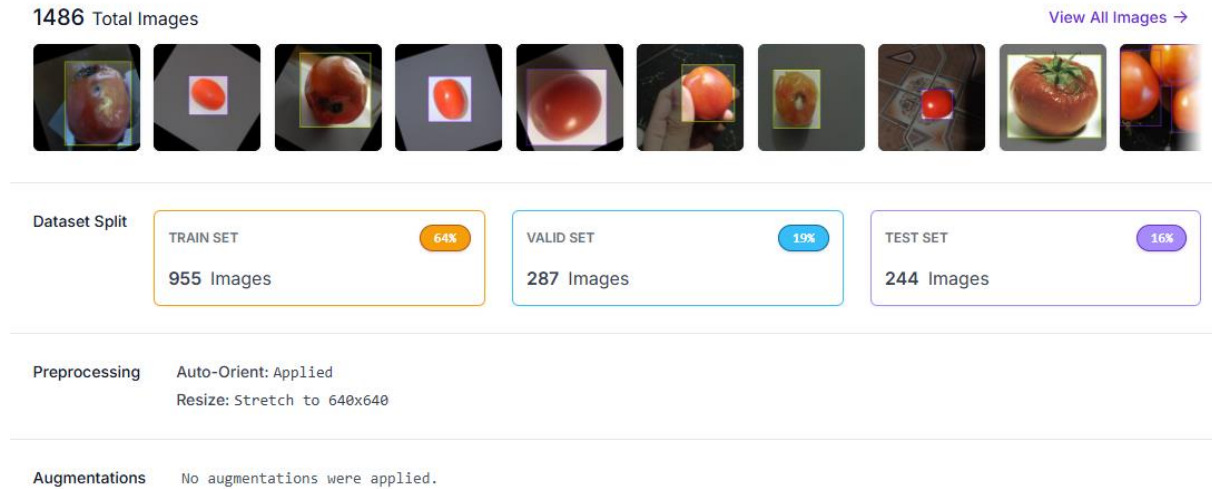 1486 Total Images
View All Images →
Dataset Split
TRAIN SET
64%
955 Images
VALID SET
19%
287 Images
TEST SET
16%
244 Images
Preprocessing
Auto-Orient: Applied
Resize: Stretch to 640x640
Augmentations
No augmentations were applied.